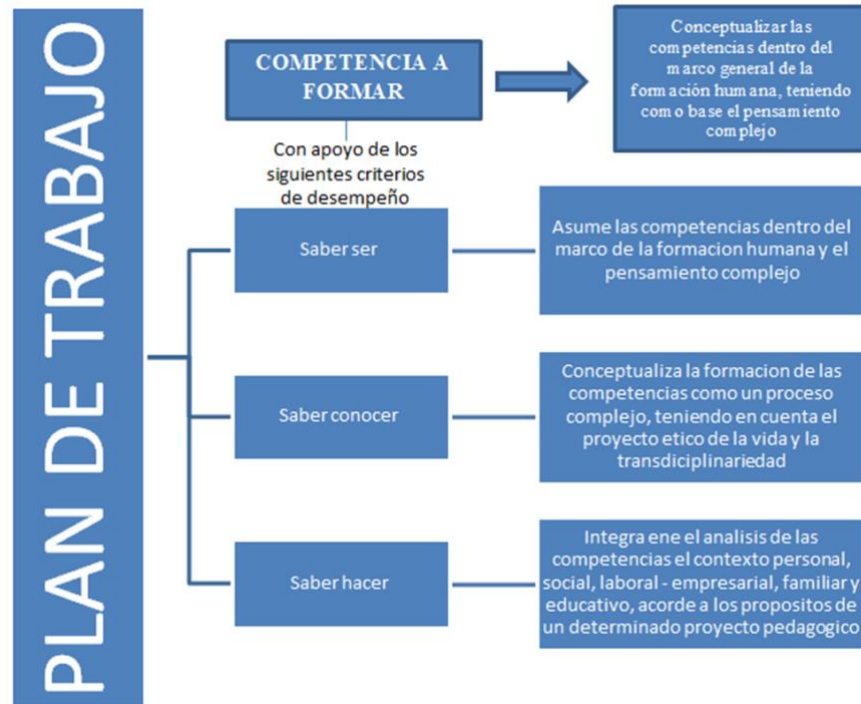 PLAN DE TRABAJO
COMPETENCIA A
FORMAR
Conceptualizar las
competencias dentro del
marco general de la
formación humana, teniendo
como base el pensamiento
complejo
Con apoyo de los
siguientes criterios
de desempeño
Saber ser
Asume las competencias dentro del
marco de la formacion humana y el
pensamiento complejo
Saber conocer
Conceptualiza la formacion de las
competencias como un proceso
complejo, teniendo en cuenta el
proyecto etico de la vida y la
transdiciplinariedad
Saber hacer
Integra ene el analisis de las
competencias el contexto personal,
social, laboral - empresarial, familiar y
educativo, acorde a los propositos de
un determinado proyecto pedagogico